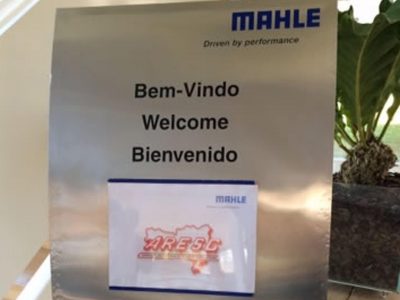 MAHLE
Driven by performance
Bem-Vindo
Welcome
Bienvenido
MAHLE
ARESC